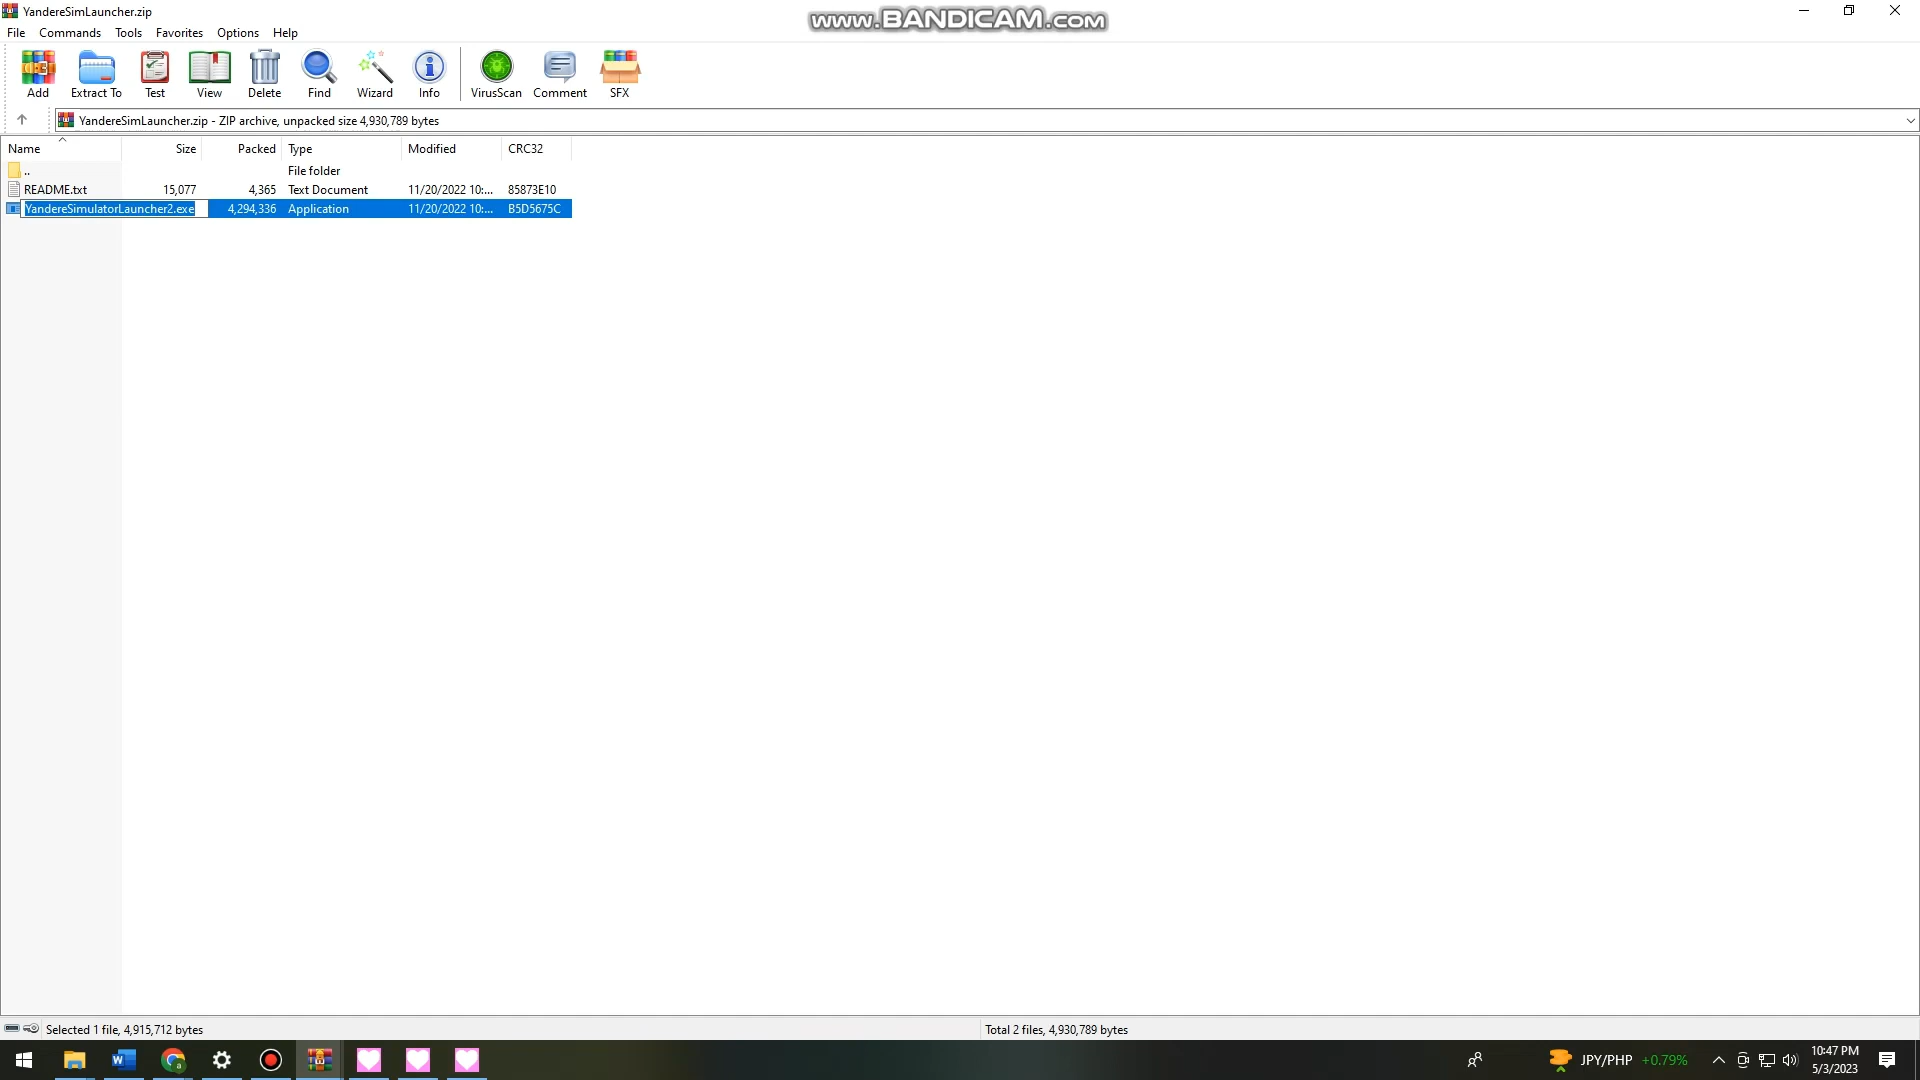 YandereSimLauncher.zip
www.BANDICAM.com
File Commands Tools Favorites Options Help
Add Extract To Test View Delete Find Wizard Info VirusScan Comment SFX
YandereSimLauncher.zip - ZIP archive, unpacked size 4,930,789 bytes
Name Size Packed Type Modified CRC32
.. File folder
README.txt 15,077 4,365 Text Document 11/20/2022 10:... 85873E10
YandereSimulatorLauncher2.exe 4,294,336 Application 11/20/2022 10:... B5D5675C
Selected 1 file, 4,915,712 bytes
Total 2 files, 4,930,789 bytes
JPY/PHP +0.79%
10:47 PM
5/3/2023